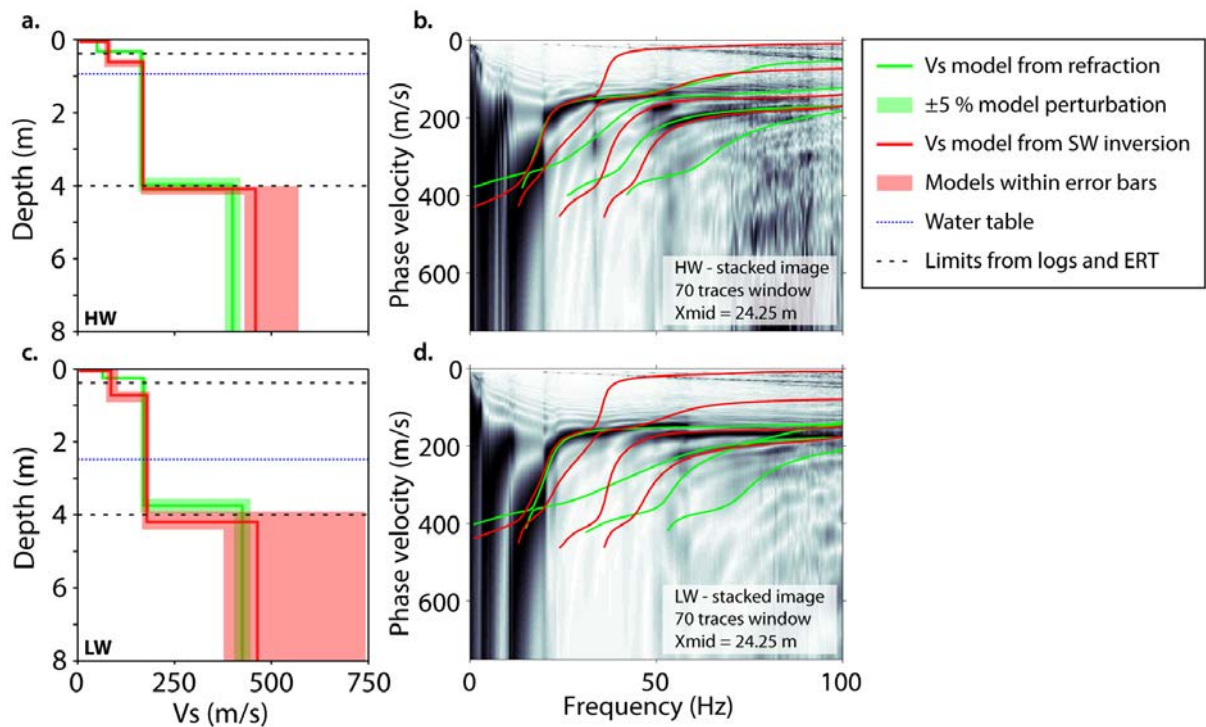 a.
0
2
4
6
8
Depth (m)
HW
b.
0
200
400
600
Phase velocity (m/s)
0
50
100
HW - stacked image
70 traces window
Xmid = 24.25 m
Vs model from refraction
±5 % model perturbation
Vs model from SW inversion
Models within error bars
Water table
Limits from logs and ERT
c.
0
2
4
6
8
Depth (m)
LW
0
250
500
750
Vs (m/s)
d.
0
200
400
600
Phase velocity (m/s)
LW - stacked image
70 traces window
Xmid = 24.25 m
0
50
100
Frequency (Hz)